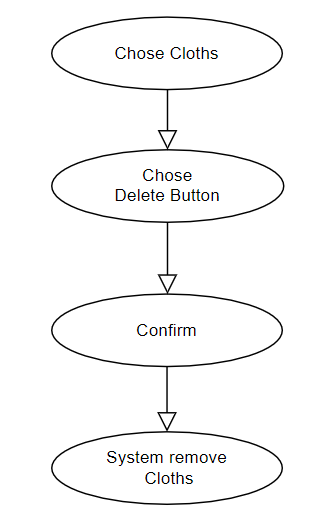 Chose Cloths
Chose
Delete Button
Confirm
System remove
Cloths